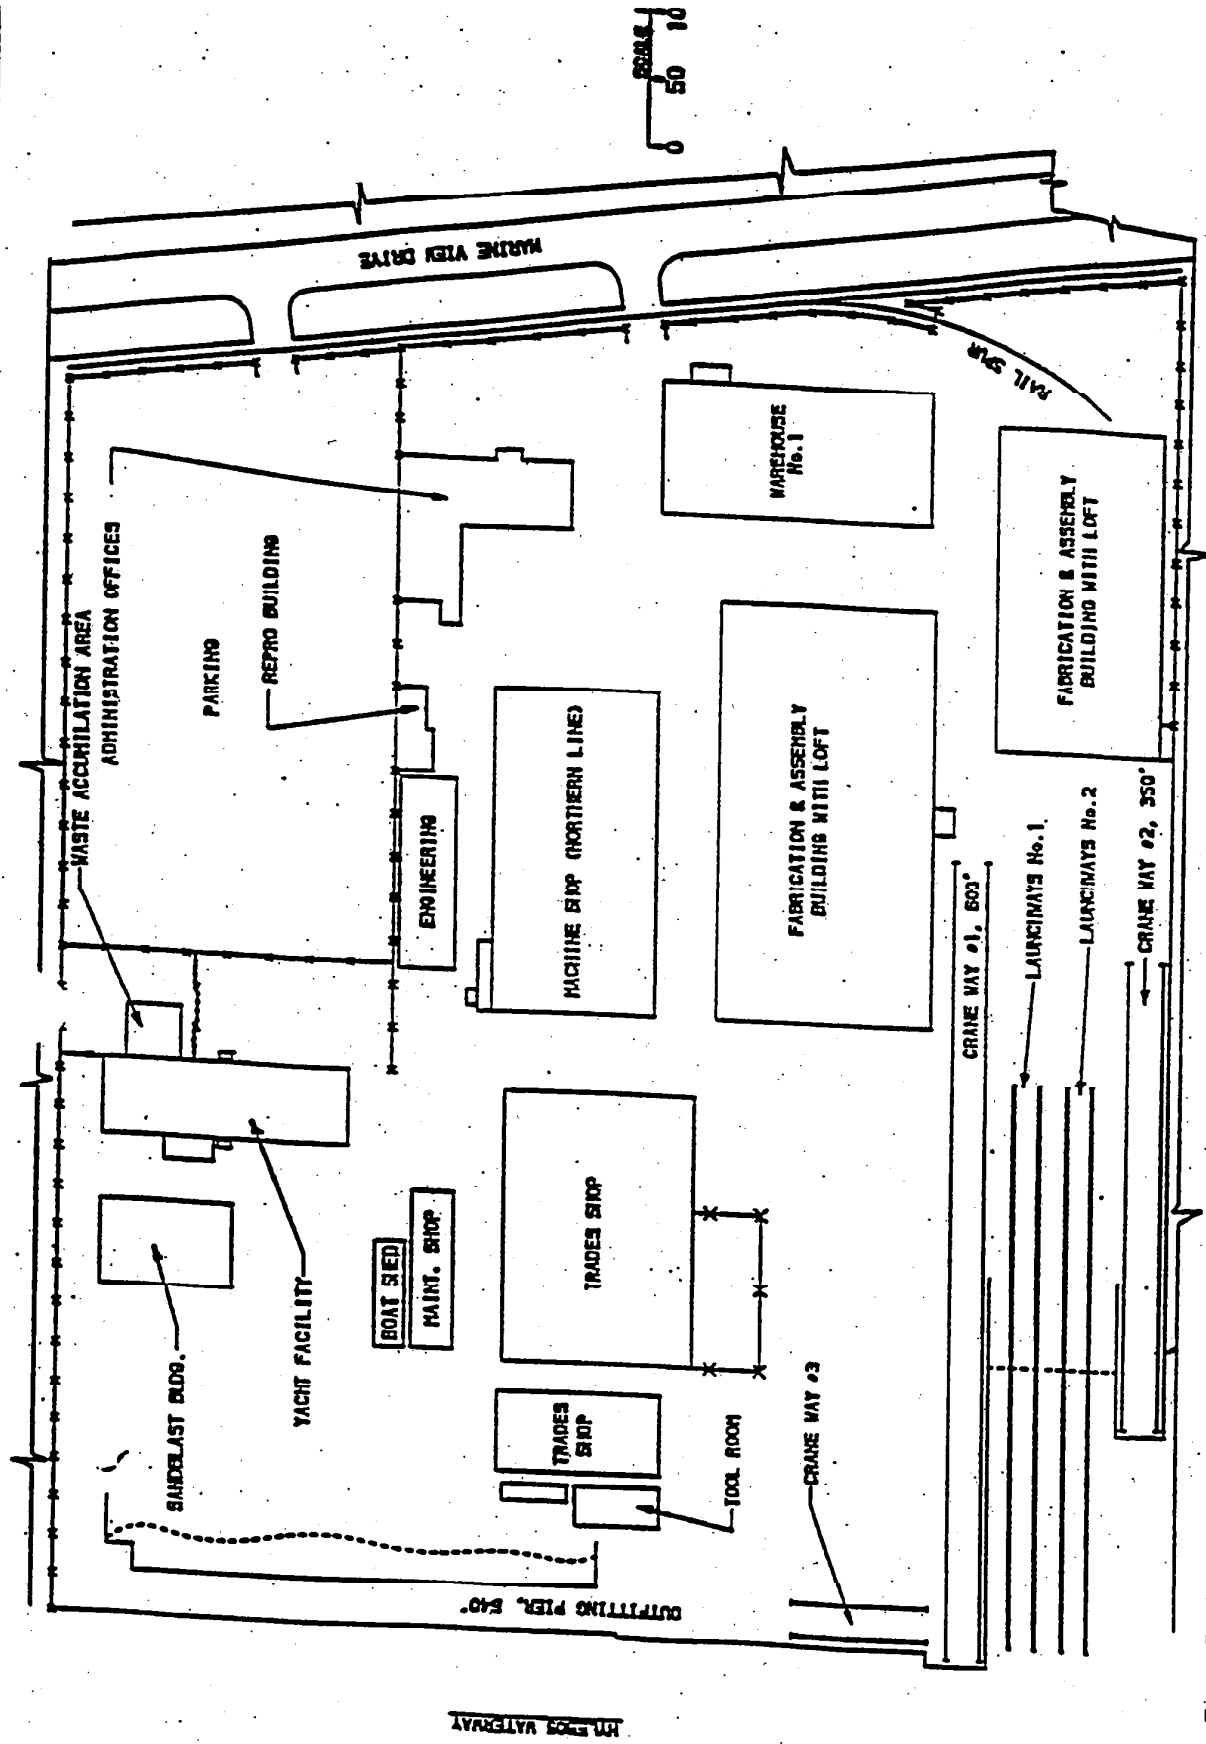 SCALE
0 50 10
MARINE VIEW DRIVE
RAIL SPUR
WAREHOUSE
No.1
FABRICATION & ASSEMBLY
BUILDING WITH LOFT
WASTE ACCUMILATION AREA
ADMINISTRATION OFFICES
PARKING
REPRO BUILDING
ENGINEERING
MACHINE SHOP (NORTHERN LINE)
FABRICATION & ASSEMBLY
BUILDING WITH LOFT
CRANE WAY #1, 600'
LAUNCHWAYS No.1
LAUNCHWAYS No.2
CRANE WAY #2, 350'
SANDBLAST BLDG.
YACHT FACILITY
BOAT SHED
MAINT. SHOP
TRADES SHOP
TRADES
SHOP
TOOL ROOM
CRANE WAY #3
OUTFITTING PIER, 540'
HYLEBOS WATERWAY